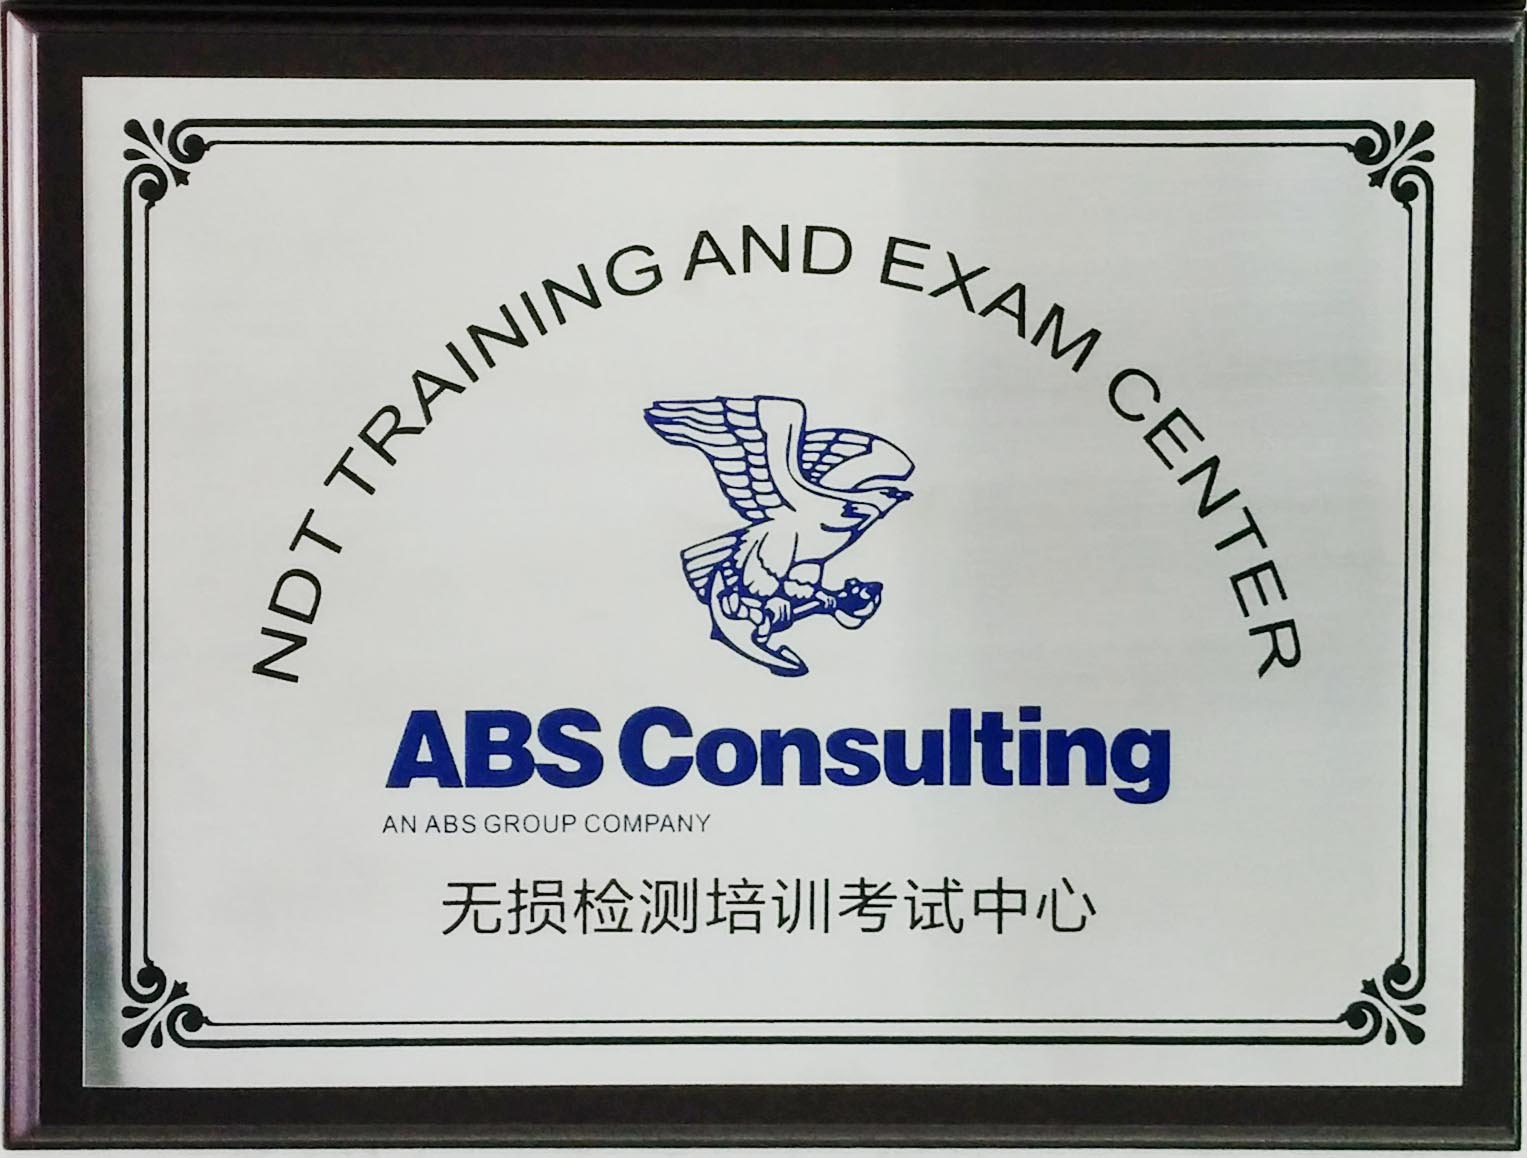 NDT TRAINING AND EXAM CENTER
ABS Consulting
AN ABS GROUP COMPANY
无损检测培训考试中心